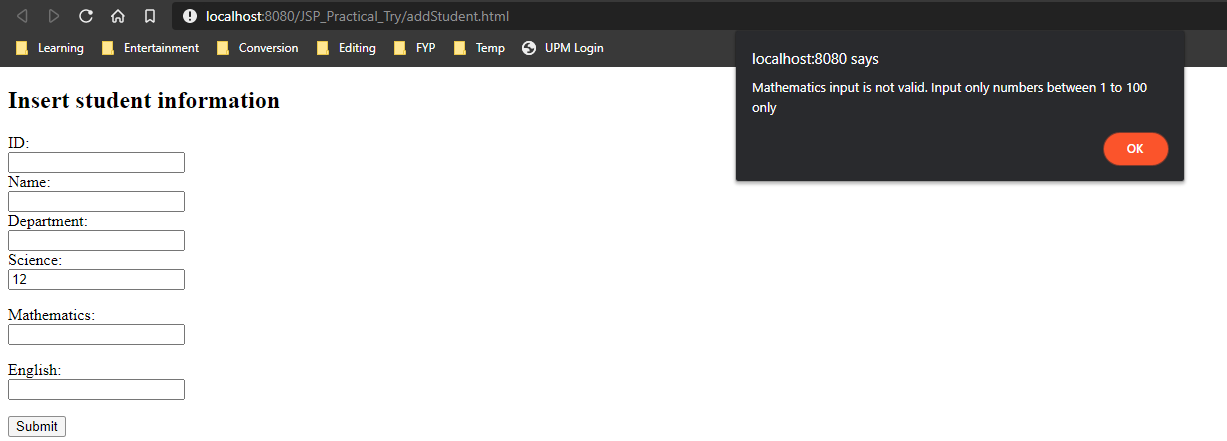 localhost:8080/JSP_Practical_Try/addStudent.html
Learning Entertainment Conversion Editing FYP Temp UPM Login
localhost:8080 says
Mathematics input is not valid. Input only numbers between 1 to 100
only
OK
Insert student information
ID:
Name:
Department:
Science:
12
Mathematics:
English:
Submit